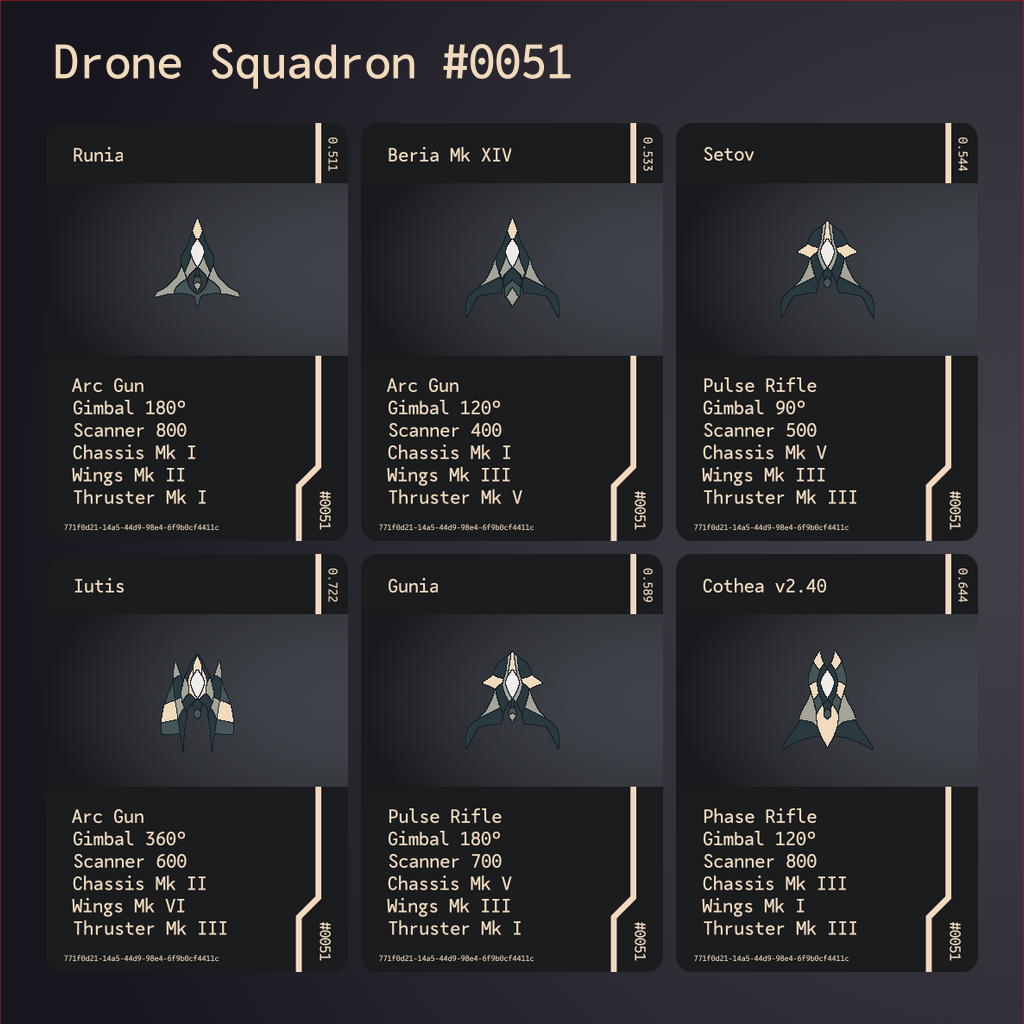 Drone Squadron #0051
Runia
0.511
Arc Gun
Gimbal 180°
Scanner 800
Chassis Mk I
Wings Mk II
Thruster Mk I
#0051
771f0d21-14a5-44d9-98e4-6f9b0cf4411c
Beria Mk XIV
0.533
Arc Gun
Gimbal 120°
Scanner 400
Chassis Mk I
Wings Mk III
Thruster Mk V
#0051
771f0d21-14a5-44d9-98e4-6f9b0cf4411c
Setov
0.544
Pulse Rifle
Gimbal 90°
Scanner 500
Chassis Mk V
Wings Mk III
Thruster Mk III
#0051
771f0d21-14a5-44d9-98e4-6f9b0cf4411c
Iutis
0.722
Arc Gun
Gimbal 360°
Scanner 600
Chassis Mk II
Wings Mk VI
Thruster Mk III
#0051
771f0d21-14a5-44d9-98e4-6f9b0cf4411c
Gunia
0.589
Pulse Rifle
Gimbal 180°
Scanner 700
Chassis Mk V
Wings Mk III
Thruster Mk I
#0051
771f0d21-14a5-44d9-98e4-6f9b0cf4411c
Cothea v2.40
0.644
Phase Rifle
Gimbal 120°
Scanner 800
Chassis Mk III
Wings Mk I
Thruster Mk III
#0051
771f0d21-14a5-44d9-98e4-6f9b0cf4411c